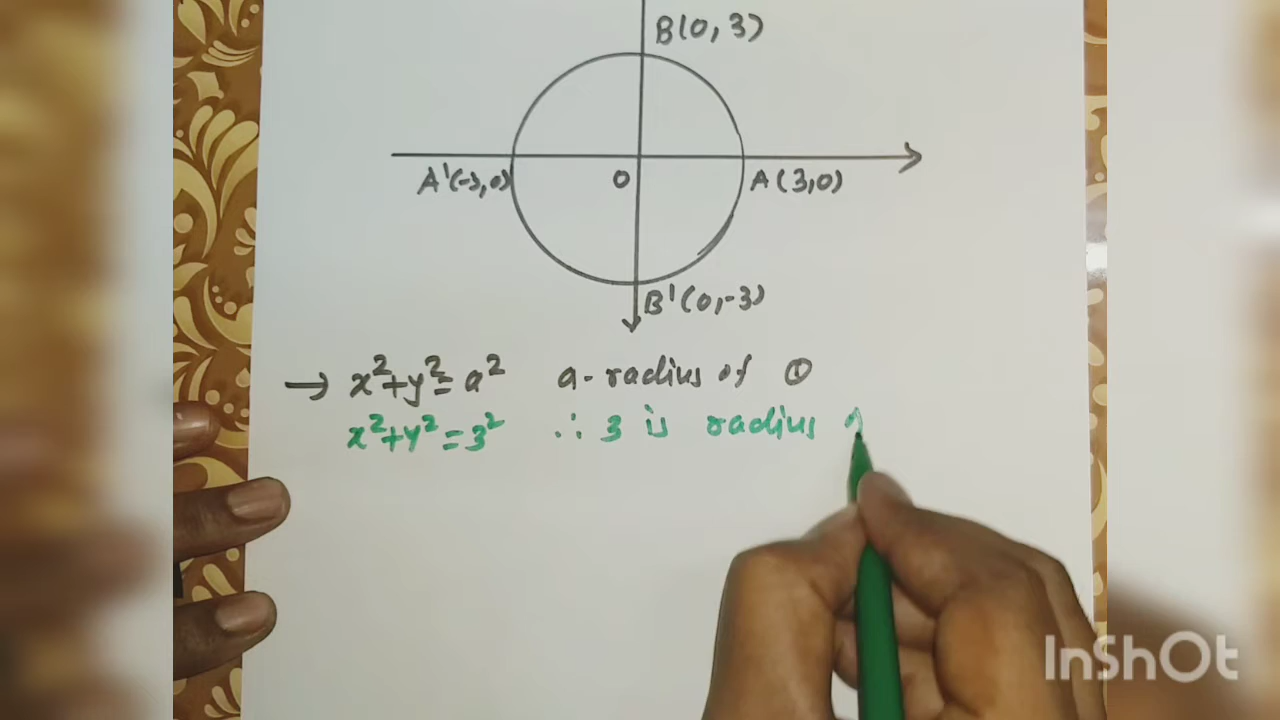 B(0,3)
A'(-3,0) O A(3,0)
B'(0,-3)
→ x²+y²=a² a-radius of ①
x²+y²=3² ∴ 3 is radius
InShOt